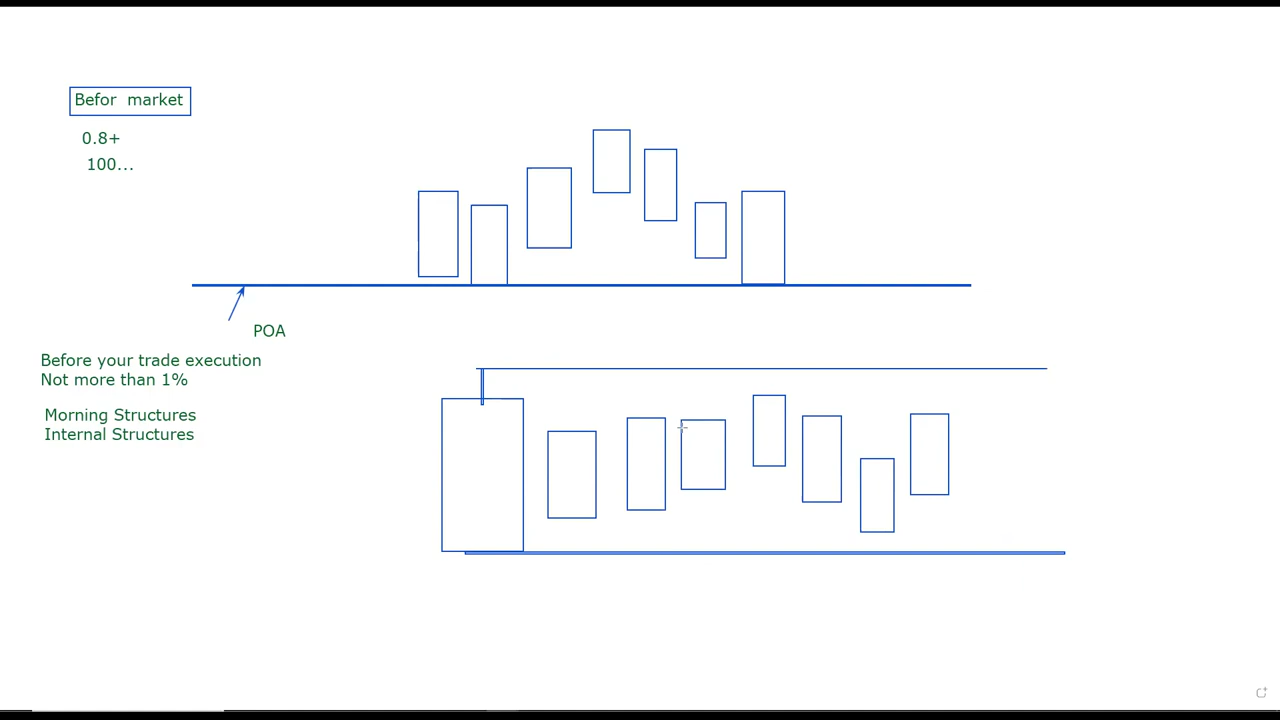 Befor market
0.8+
100...
POA
Before your trade execution
Not more than 1%
Morning Structures
Internal Structures